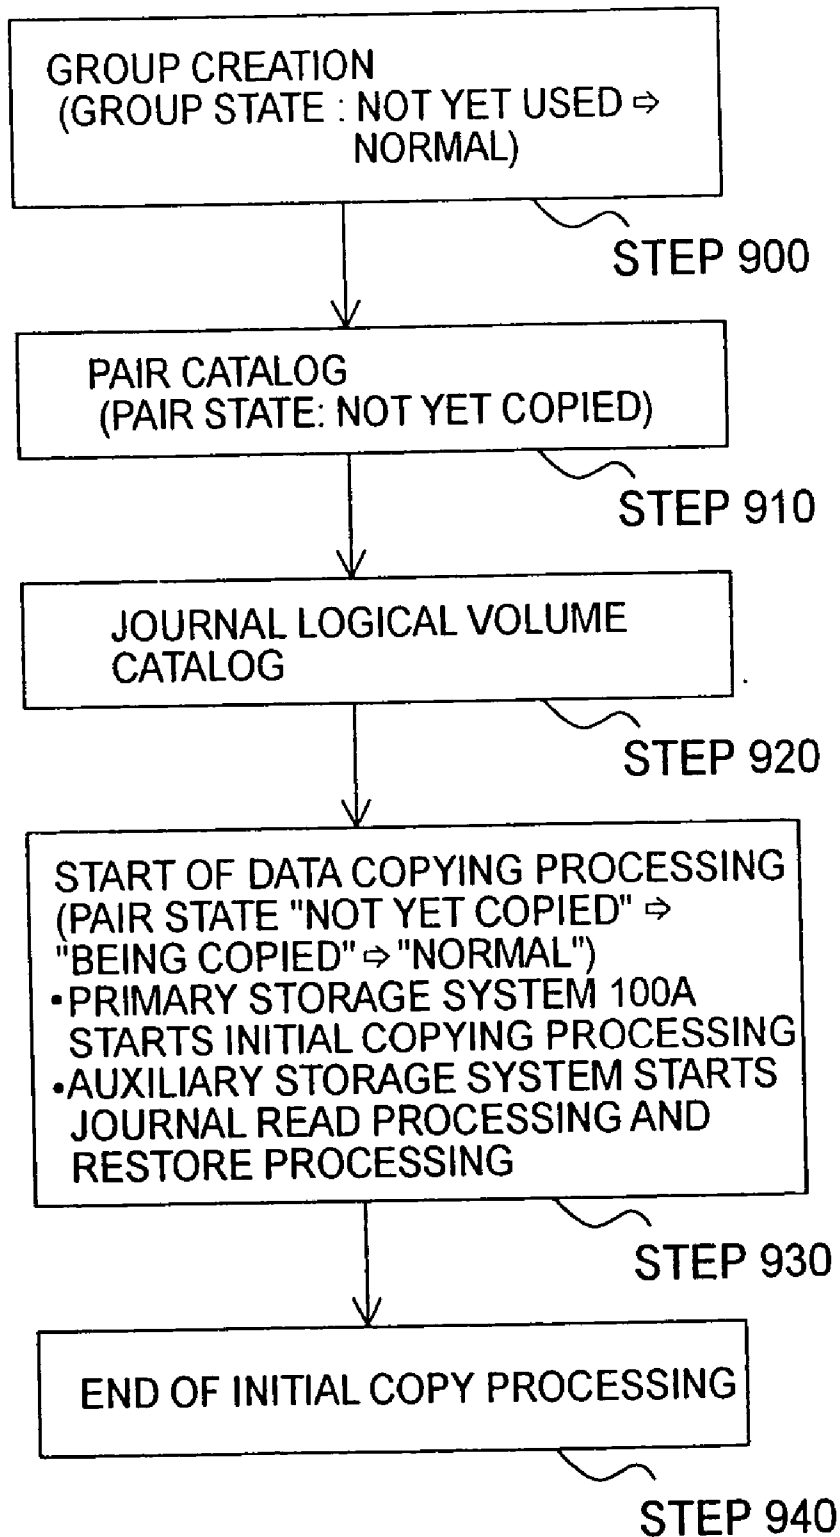 GROUP CREATION
(GROUP STATE : NOT YET USED ⇨
NORMAL)
STEP 900
PAIR CATALOG
(PAIR STATE: NOT YET COPIED)
STEP 910
JOURNAL LOGICAL VOLUME
CATALOG
STEP 920
START OF DATA COPYING PROCESSING
(PAIR STATE "NOT YET COPIED" ⇨
"BEING COPIED" ⇨ "NORMAL")
•PRIMARY STORAGE SYSTEM 100A
STARTS INITIAL COPYING PROCESSING
•AUXILIARY STORAGE SYSTEM STARTS
JOURNAL READ PROCESSING AND
RESTORE PROCESSING
STEP 930
END OF INITIAL COPY PROCESSING
STEP 940